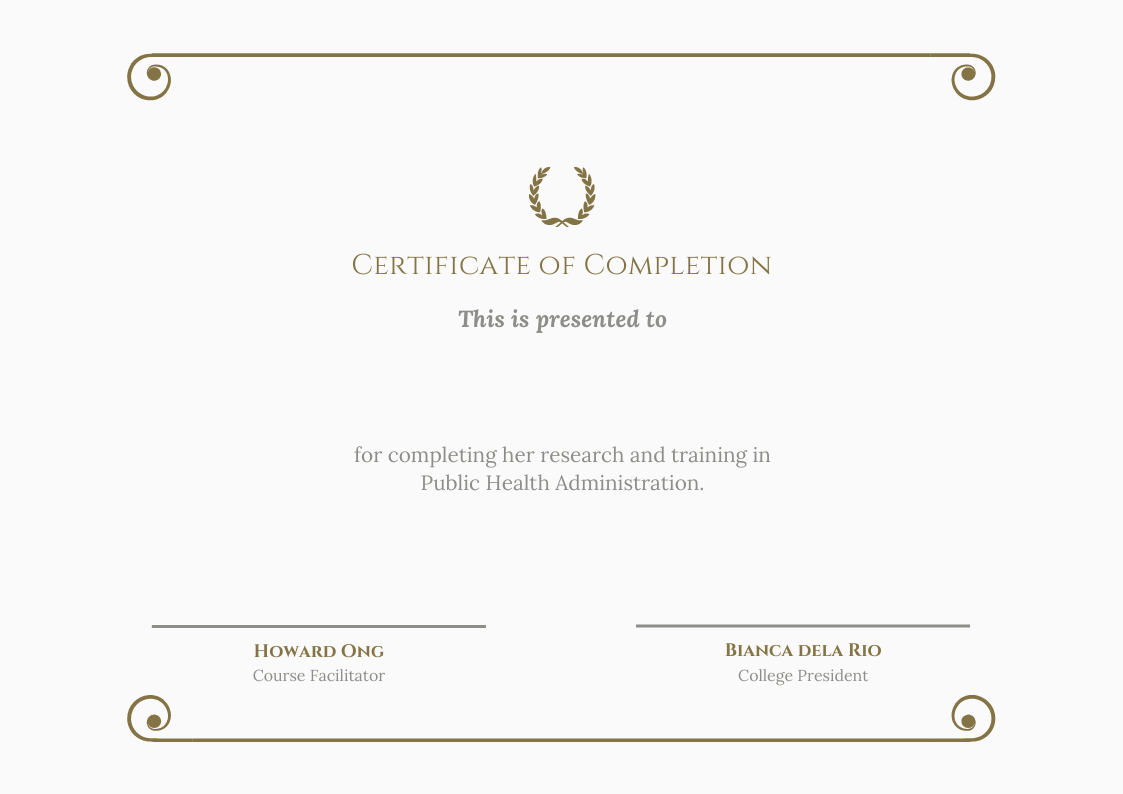 Certificate of Completion
This is presented to
for completing her research and training in
Public Health Administration.
Howard Ong
Course Facilitator
Bianca dela Rio
College President